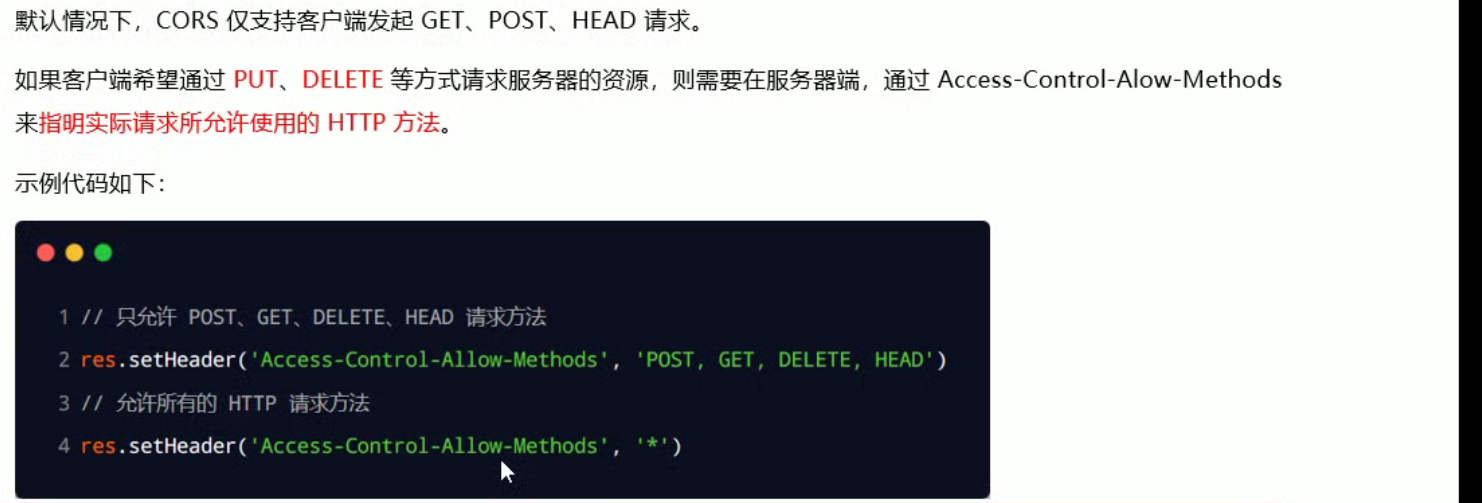 默认情况下，CORS 仅支持客户端发起 GET、POST、HEAD 请求。
如果客户端希望通过 PUT、DELETE 等方式请求服务器的资源，则需要在服务器端，通过 Access-Control-Alow-Methods
来指明实际请求所允许使用的 HTTP 方法。
示例代码如下：
1 // 只允许 POST、GET、DELETE、HEAD 请求方法
2 res.setHeader('Access-Control-Allow-Methods', 'POST, GET, DELETE, HEAD')
3 // 允许所有的 HTTP 请求方法
4 res.setHeader('Access-Control-Allow-Methods', '*')